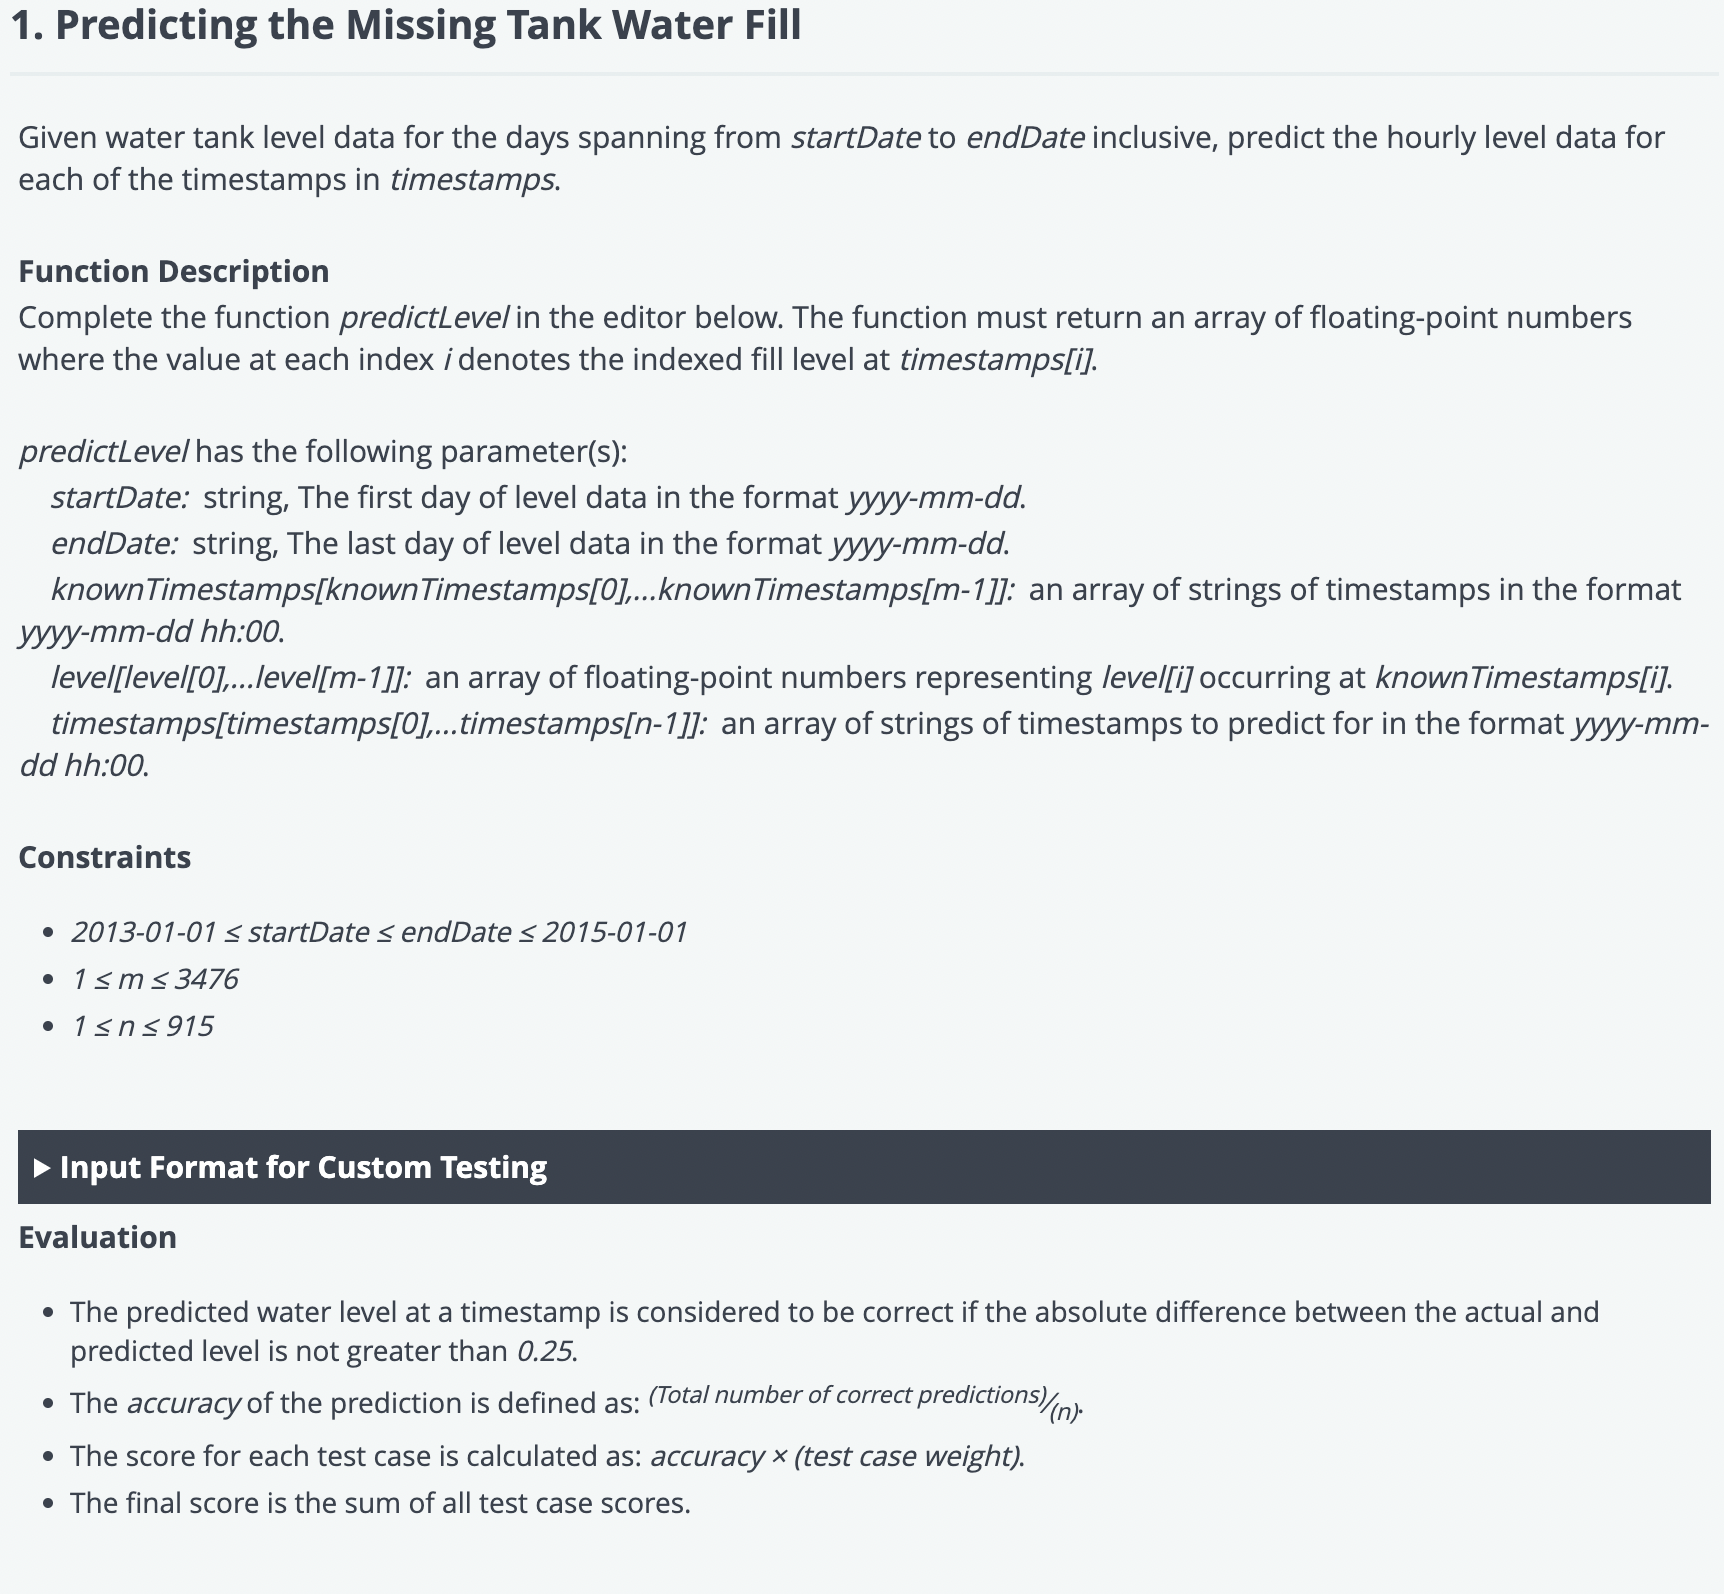 1. Predicting the Missing Tank Water Fill
Given water tank level data for the days spanning from startDate to endDate inclusive, predict the hourly level data for
each of the timestamps in timestamps.
Function Description
Complete the function predictLevel in the editor below. The function must return an array of floating-point numbers
where the value at each index i denotes the indexed fill level at timestamps[i].
predictLevel has the following parameter(s):
startDate: string, The first day of level data in the format yyyy-mm-dd.
endDate: string, The last day of level data in the format yyyy-mm-dd.
knownTimestamps[knownTimestamps[0],...knownTimestamps[m-1]]: an array of strings of timestamps in the format
yyyy-mm-dd hh:00.
level[level[0],...level[m-1]]: an array of floating-point numbers representing level[i] occurring at knownTimestamps[i].
timestamps[timestamps[0],...timestamps[n-1]]: an array of strings of timestamps to predict for in the format yyyy-mm-
dd hh:00.
Constraints
• 2013-01-01 ≤ startDate ≤ endDate ≤ 2015-01-01
• 1 ≤ m ≤ 3476
• 1 ≤ n ≤ 915
▶ Input Format for Custom Testing
Evaluation
• The predicted water level at a timestamp is considered to be correct if the absolute difference between the actual and
predicted level is not greater than 0.25.
• The accuracy of the prediction is defined as: (Total number of correct predictions)/(n).
• The score for each test case is calculated as: accuracy × (test case weight).
• The final score is the sum of all test case scores.